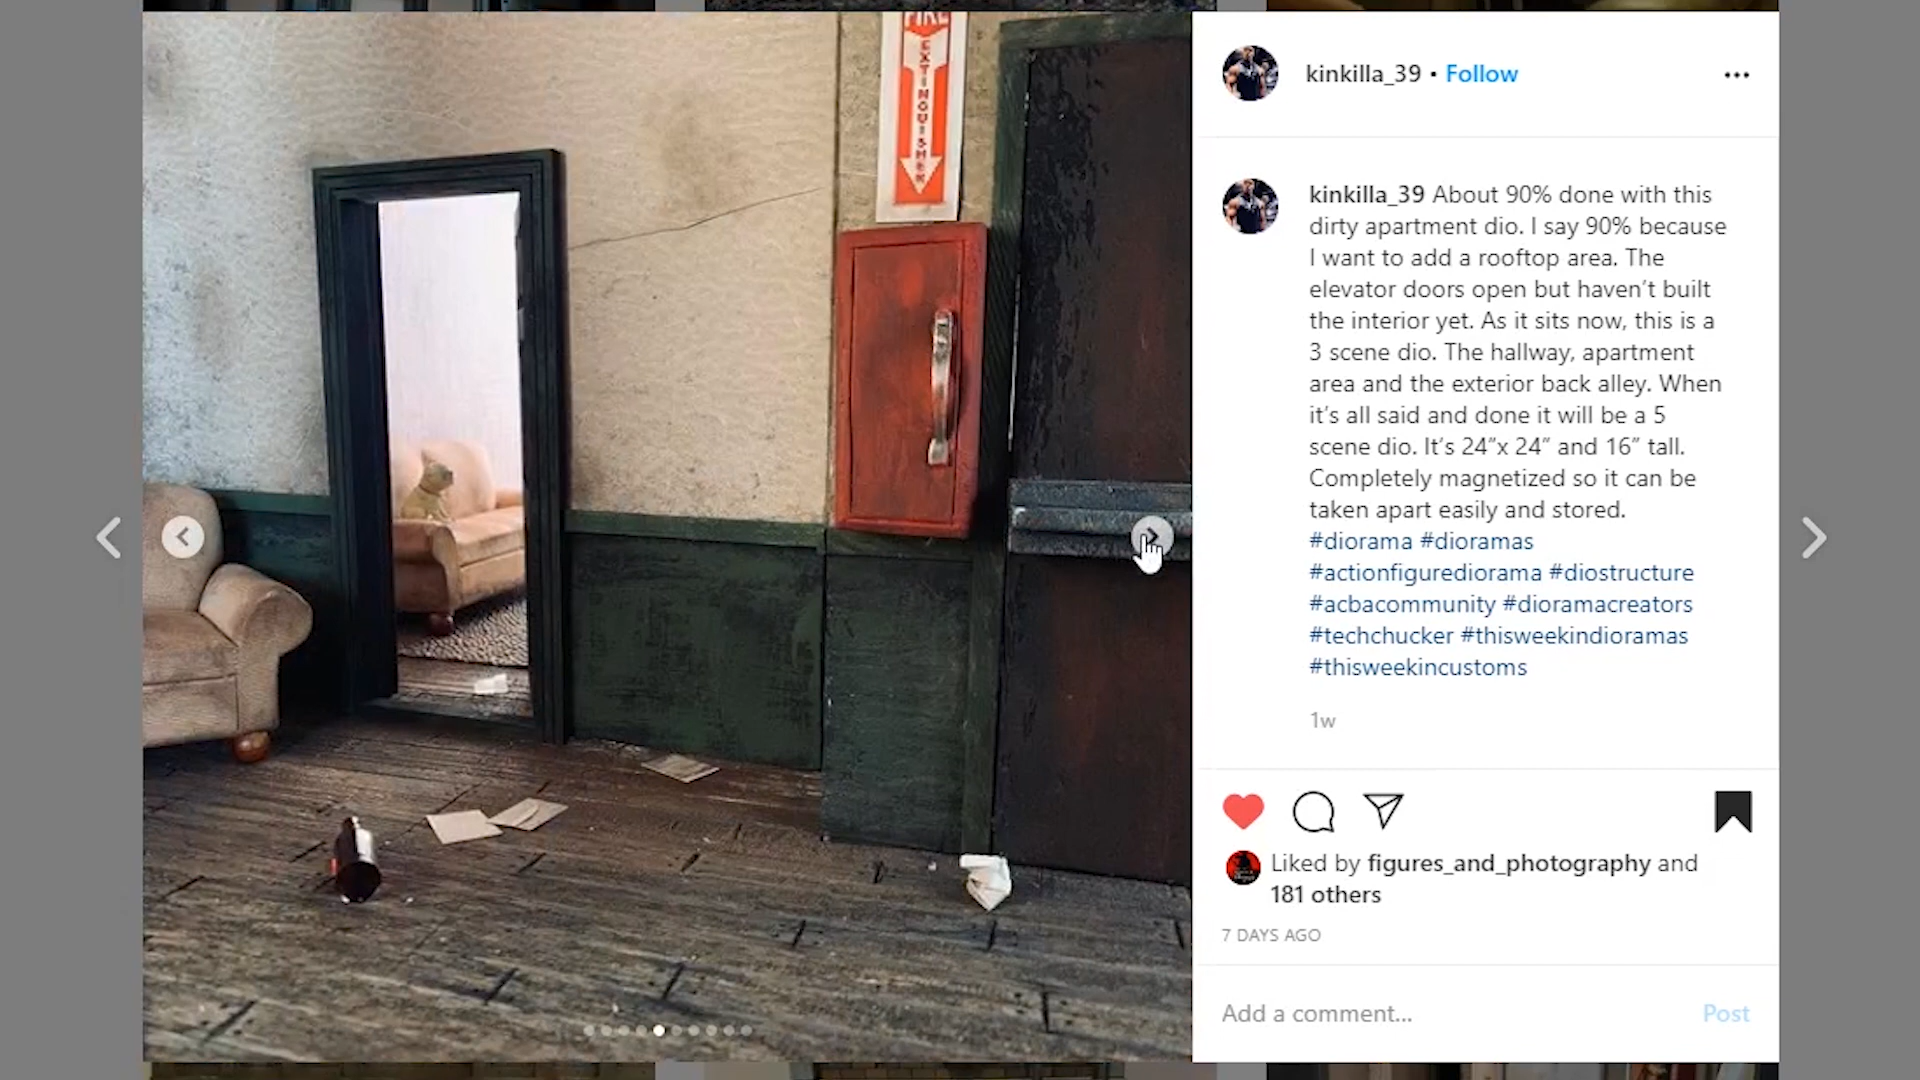 FIRE
EXTINGUISHER
kinkilla_39 • Follow
kinkilla_39 About 90% done with this
dirty apartment dio. I say 90% because
I want to add a rooftop area. The
elevator doors open but haven't built
the interior yet. As it sits now, this is a
3 scene dio. The hallway, apartment
area and the exterior back alley. When
it's all said and done it will be a 5
scene dio. It's 24"x 24" and 16" tall.
Completely magnetized so it can be
taken apart easily and stored.
#diorama #dioramas
#actionfigurediorama #diostructure
#acbacommunity #dioramacreators
#techchucker #thisweekindioramas
#thisweekincustoms
1w
Liked by figures_and_photography and
181 others
7 DAYS AGO
Add a comment... Post